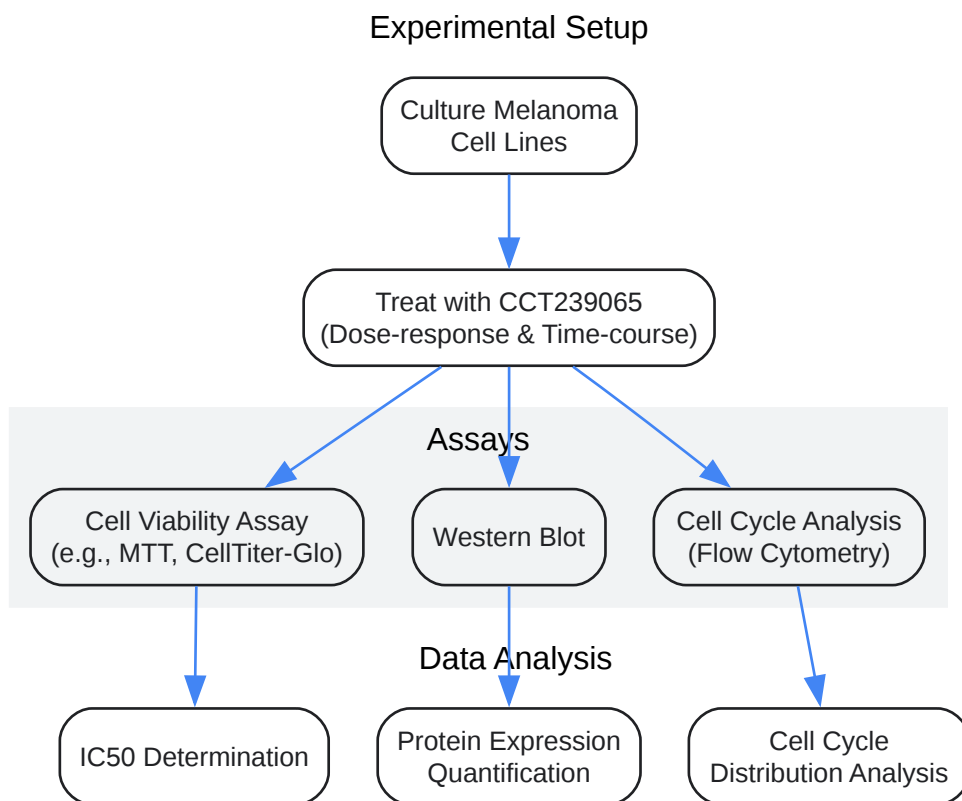 Experimental Setup
Culture Melanoma
Cell Lines
Treat with CCT239065
(Dose-response & Time-course)
Assays
Cell Viability Assay
(e.g., MTT, CellTiter-Glo)
Western Blot
Cell Cycle Analysis
(Flow Cytometry)
Data Analysis
IC50 Determination
Protein Expression
Quantification
Cell Cycle
Distribution Analysis